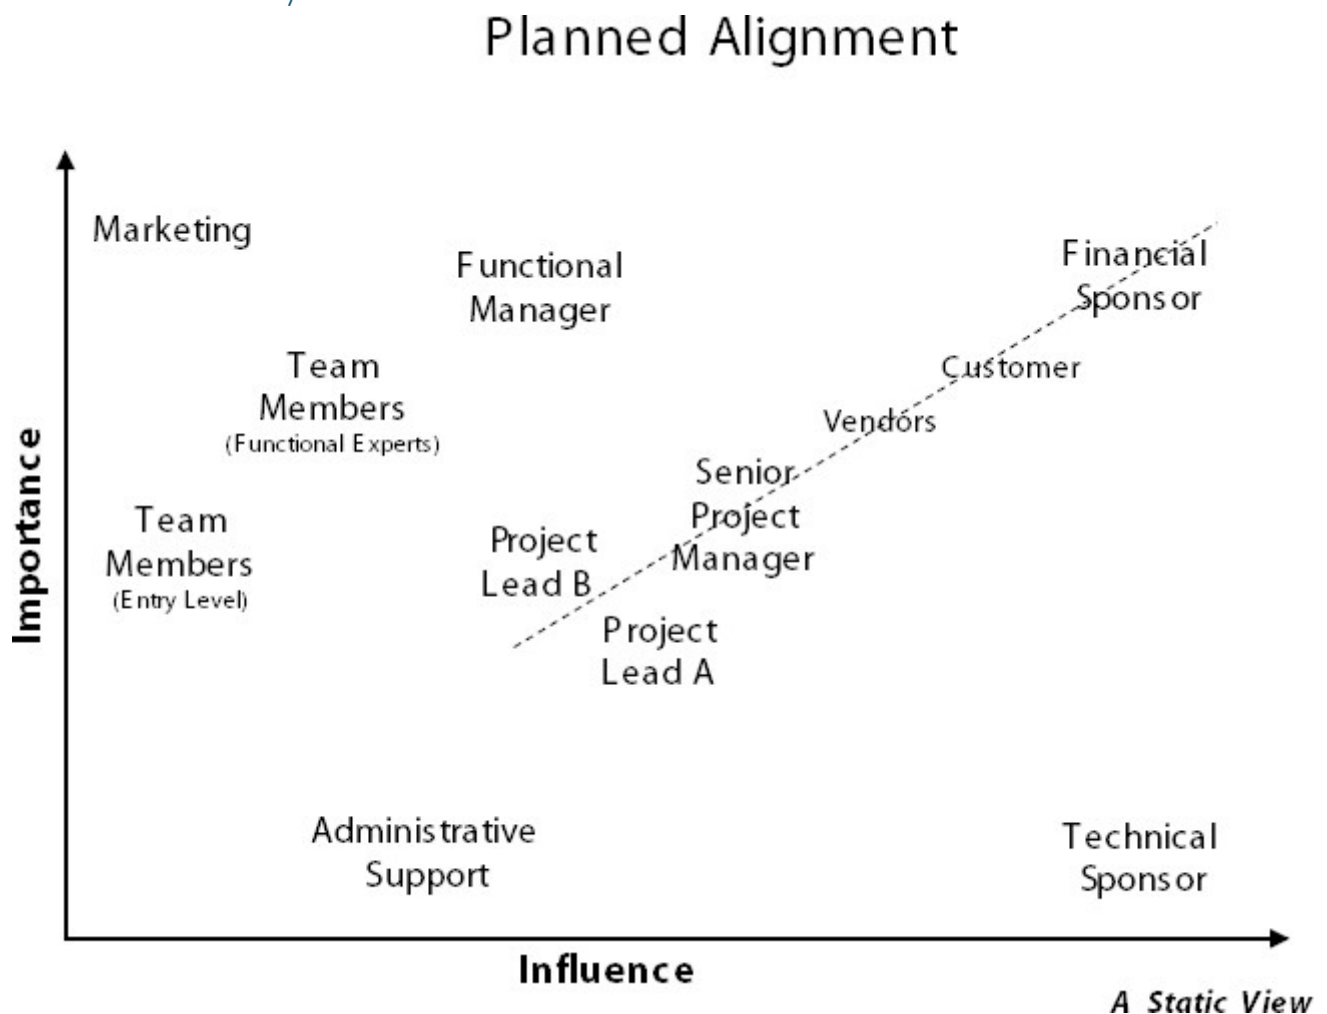 Planned Alignment
Marketing
Functional
Manager
Financial
Sponsor
Team
Members
(Functional Experts)
Customer
Vendors
Senior
Project
Manager
Team
Members
(Entry Level)
Project
Lead B
Project
Lead A
Administrative
Support
Technical
Sponsor
Importance
Influence
A Static View